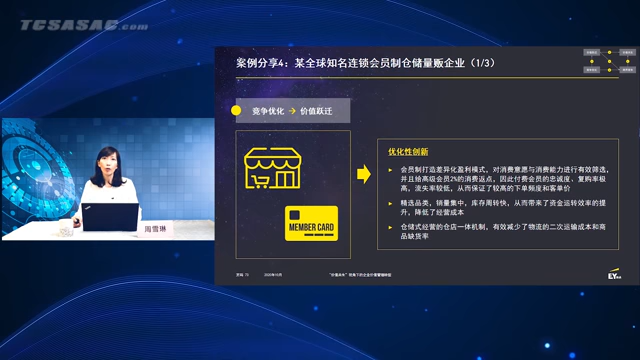 TCSASAC.com
案例分享4：某全球知名连锁会员制仓储量贩企业（1/3）
竞争优化 → 价值跃迁
优化性创新
会员制打造差异化盈利模式，对消费意愿与消费能力进行有效筛选，
并且给高级会员2%的消费返点，因此付费会员的忠诚度、复购率极
高，流失率较低，从而保证了较高的下单频度和客单价
精选品类，销量集中，库存周转快，从而带来了资金运转效率的提
升，降低了经营成本
仓储式经营的仓店一体机制，有效减少了物流的二次运输成本和商
品缺货率
MEMBER CARD
周雪琳
2020年10月
EY